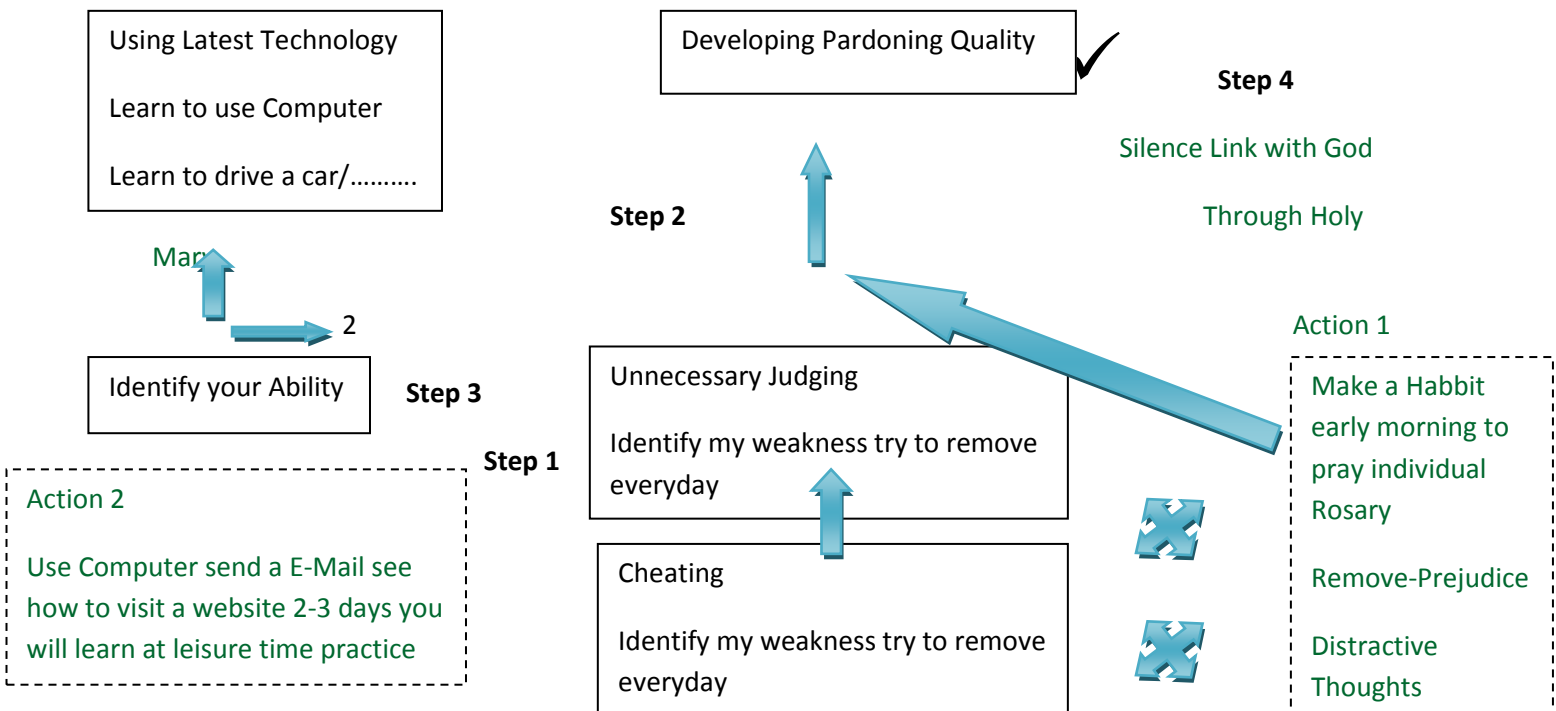 Using Latest Technology
Learn to use Computer
Learn to drive a car/……….
Developing Pardoning Quality
Step 4
Silence Link with God
Through Holy
Step 2
Mary
2
Action 1
Identify your Ability
Step 3
Unnecessary Judging
Identify my weakness try to remove
everyday
Make a Habbit
early morning to
pray individual
Rosary
Remove-Prejudice
Distractive
Thoughts
Step 1
Action 2
Use Computer send a E-Mail see
how to visit a website 2-3 days you
will learn at leisure time practice
Cheating
Identify my weakness try to remove
everyday